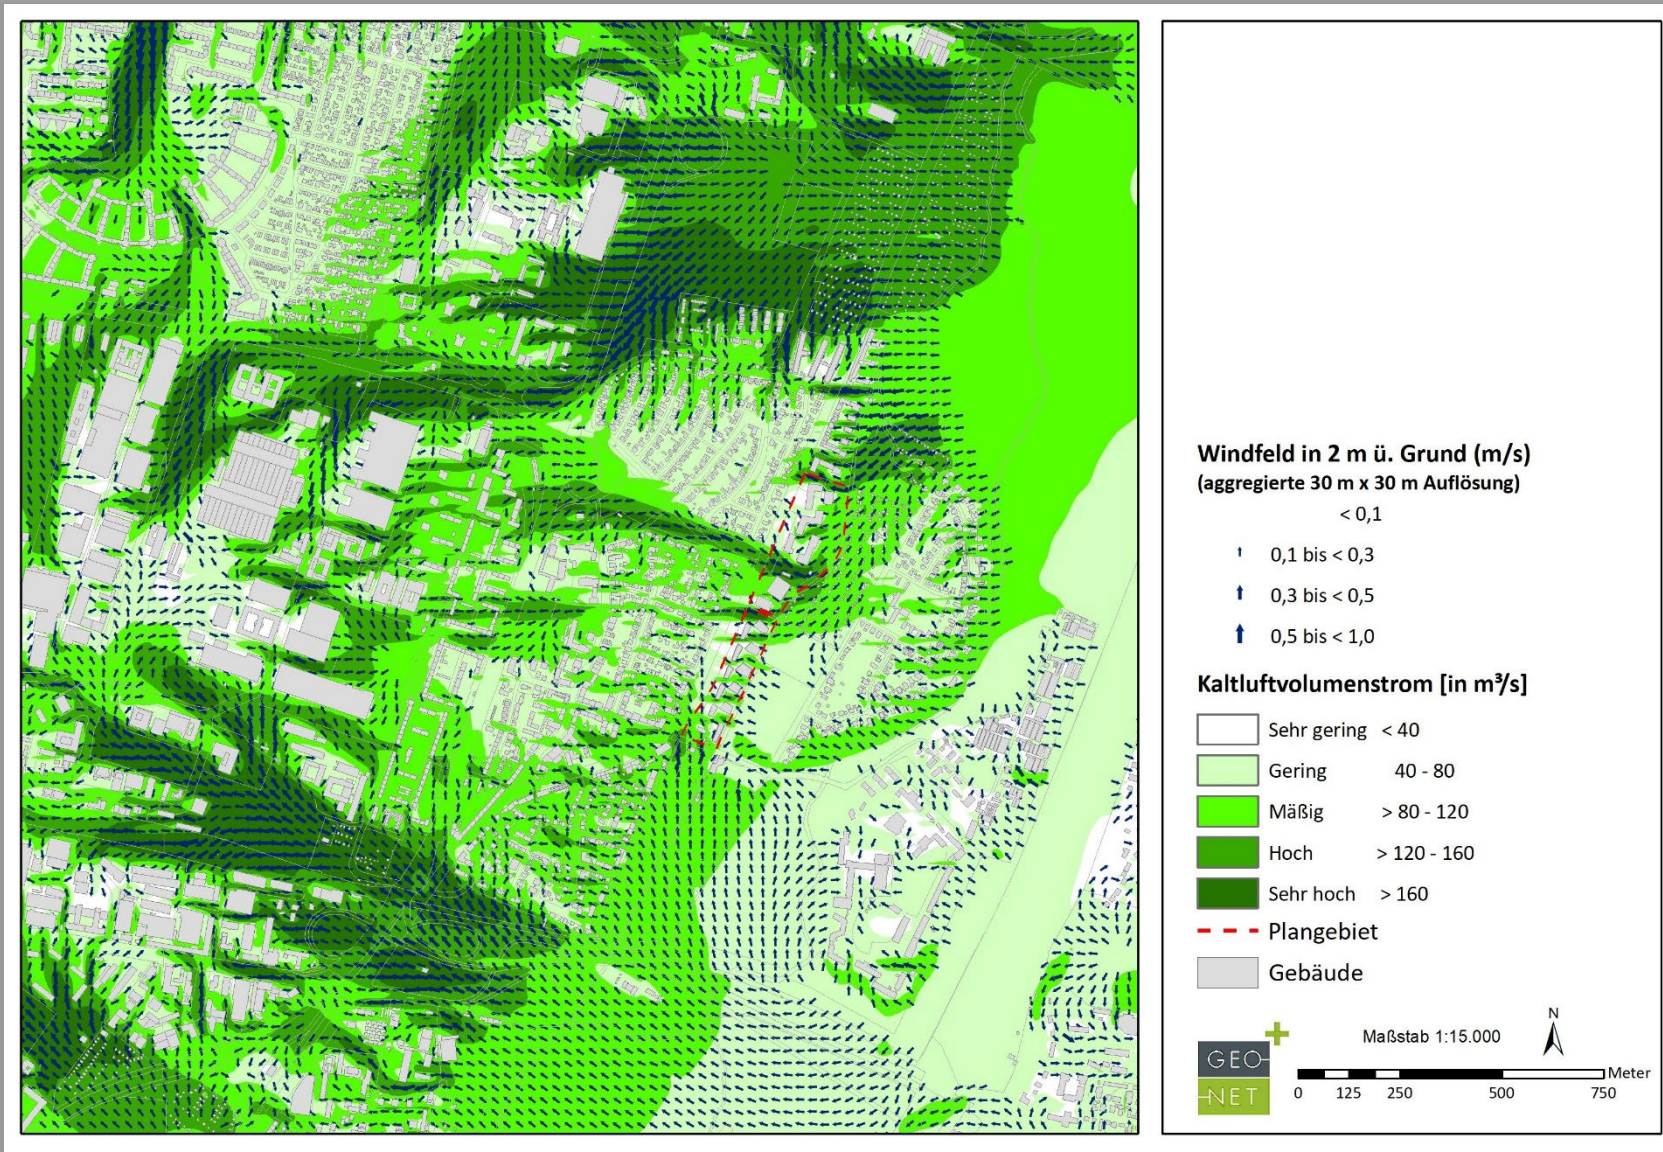 Windfeld in 2 m ü. Grund (m/s)
(aggregierte 30 m x 30 m Auflösung)
< 0,1
0,1 bis < 0,3
0,3 bis < 0,5
0,5 bis < 1,0
Kaltluftvolumenstrom [in m³/s]
Sehr gering < 40
Gering 40 - 80
Mäßig > 80 - 120
Hoch > 120 - 160
Sehr hoch > 160
Plangebiet
Gebäude
GEO
NET
Maßstab 1:15.000
N
Meter
0 125 250 500 750